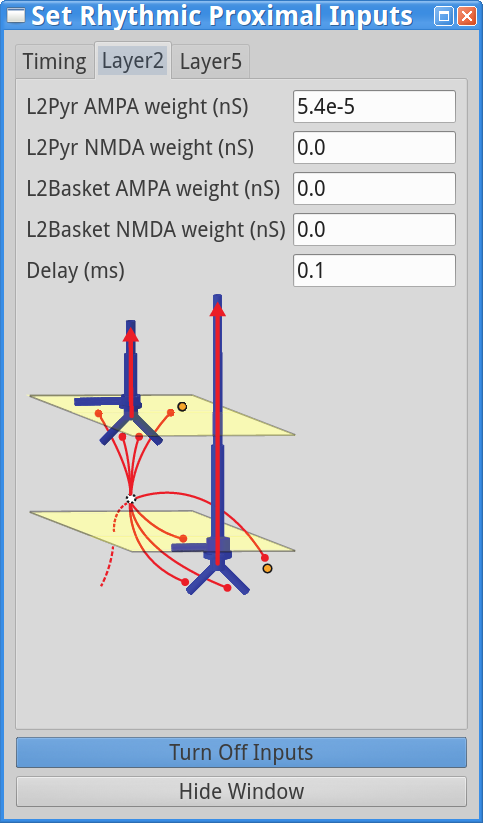 Set Rhythmic Proximal Inputs
Timing Layer2 Layer5
L2Pyr AMPA weight (nS) 5.4e-5
L2Pyr NMDA weight (nS) 0.0
L2Basket AMPA weight (nS) 0.0
L2Basket NMDA weight (nS) 0.0
Delay (ms) 0.1
Turn Off Inputs
Hide Window